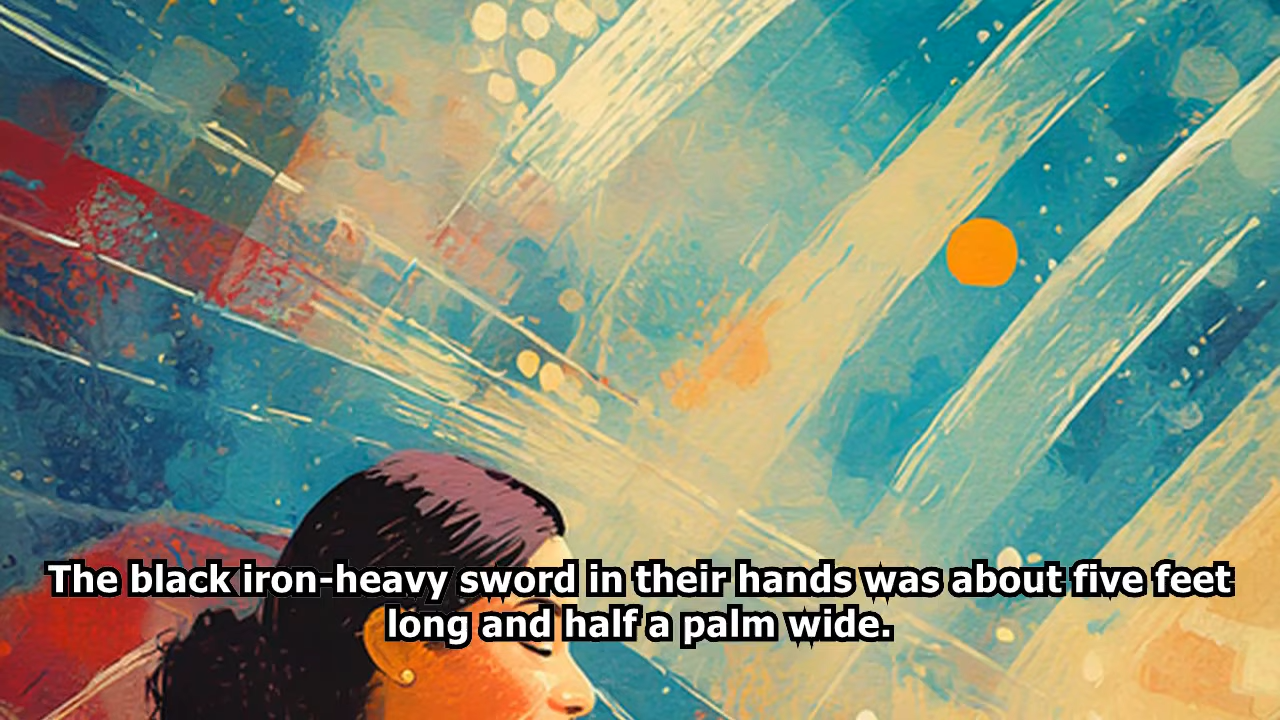 The black iron-heavy sword in their hands was about five feet
long and half a palm wide.